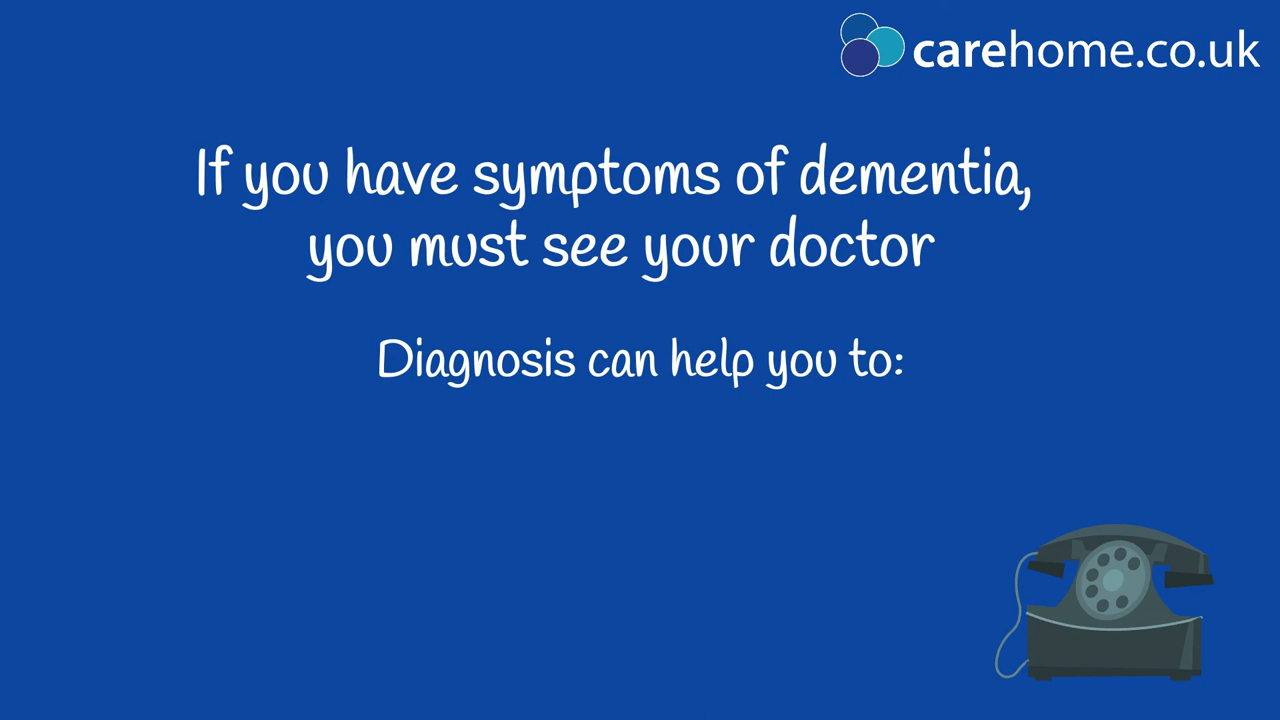 carehome.co.uk
If you have symptoms of dementia,
you must see your doctor
Diagnosis can help you to: